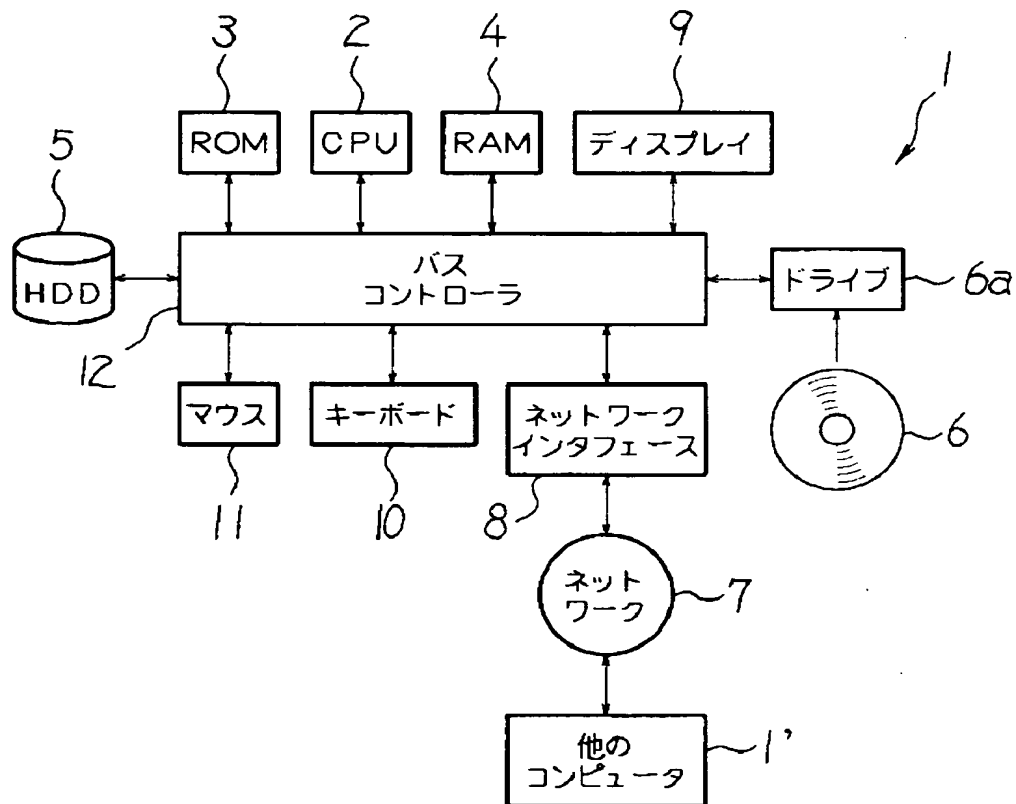 3
2
4
9
1
ROM
CPU
RAM
ディスプレイ
5
HDD
バス
コントローラ
ドライブ
6a
12
マウス
キーボード
ネットワーク
インタフェース
6
11
10
8
ネット
ワーク
7
他の
コンピュータ
1'